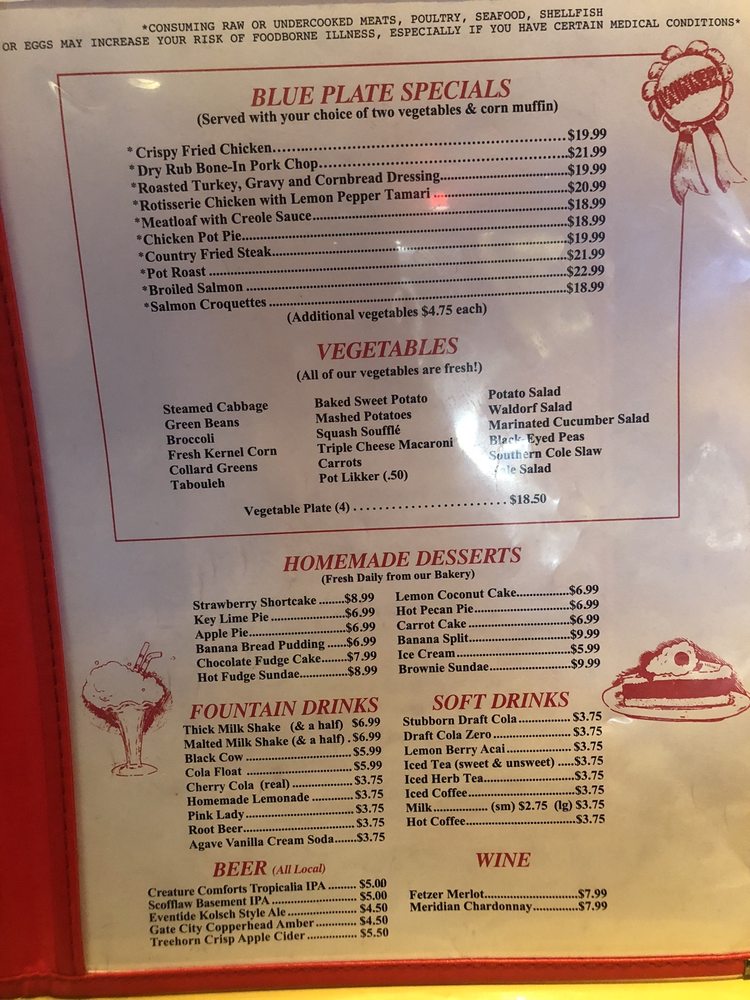 *CONSUMING RAW OR UNDERCOOKED MEATS, POULTRY, SEAFOOD, SHELLFISH
OR EGGS MAY INCREASE YOUR RISK OF FOODBORNE ILLNESS, ESPECIALLY IF YOU HAVE CERTAIN MEDICAL CONDITIONS*
WINNER
BLUE PLATE SPECIALS
(Served with your choice of two vegetables & corn muffin)
*Crispy Fried Chicken...$19.99
*Dry Rub Bone-In Pork Chop...$21.99
*Roasted Turkey, Gravy and Cornbread Dressing...$19.99
*Rotisserie Chicken with Lemon Pepper Tamari ...$20.99
*Meatloaf with Creole Sauce...$18.99
*Chicken Pot Pie...$18.99
*Country Fried Steak...$19.99
*Pot Roast ...$21.99
*Broiled Salmon ...$22.99
*Salmon Croquettes ...$18.99
(Additional vegetables $4.75 each)
VEGETABLES
(All of our vegetables are fresh!)
Steamed Cabbage
Green Beans
Broccoli
Fresh Kernel Corn
Collard Greens
Tabouleh
Baked Sweet Potato
Mashed Potatoes
Squash Soufflé
Triple Cheese Macaroni
Carrots
Pot Likker (.50)
Potato Salad
Waldorf Salad
Marinated Cucumber Salad
Black-Eyed Peas
Southern Cole Slaw
Salad
Vegetable Plate (4) ...$18.50
HOMEMADE DESSERTS
(Fresh Daily from our Bakery)
Strawberry Shortcake ...$8.99
Key Lime Pie ...$6.99
Apple Pie...$6.99
Banana Bread Pudding ...$6.99
Chocolate Fudge Cake...$7.99
Hot Fudge Sundae...$8.99
Lemon Coconut Cake...$6.99
Hot Pecan Pie...$6.99
Carrot Cake ...$6.99
Banana Split...$9.99
Ice Cream...$5.99
Brownie Sundae...$9.99
FOUNTAIN DRINKS
Thick Milk Shake (& a half) $6.99
Malted Milk Shake (& a half) . $6.99
Black Cow ...$5.99
Cola Float ...$5.99
Cherry Cola (real) ...$3.75
Homemade Lemonade ...$3.75
Pink Lady...$3.75
Root Beer...$3.75
Agave Vanilla Cream Soda...$3.75
SOFT DRINKS
Stubborn Draft Cola...$3.75
Draft Cola Zero...$3.75
Lemon Berry Acai...$3.75
Iced Tea (sweet & unsweet) ...$3.75
Iced Herb Tea...$3.75
Iced Coffee...$3.75
Milk... (sm) $2.75 (lg) $3.75
Hot Coffee...$3.75
BEER (All Local)
Creature Comforts Tropicalia IPA ...$5.00
Scofflaw Basement IPA ...$5.00
Eventide Kolsch Style Ale ...$4.50
Gate City Copperhead Amber...$4.50
Treehorn Crisp Apple Cider...$5.50
WINE
Fetzer Merlot...$7.99
Meridian Chardonnay...$7.99